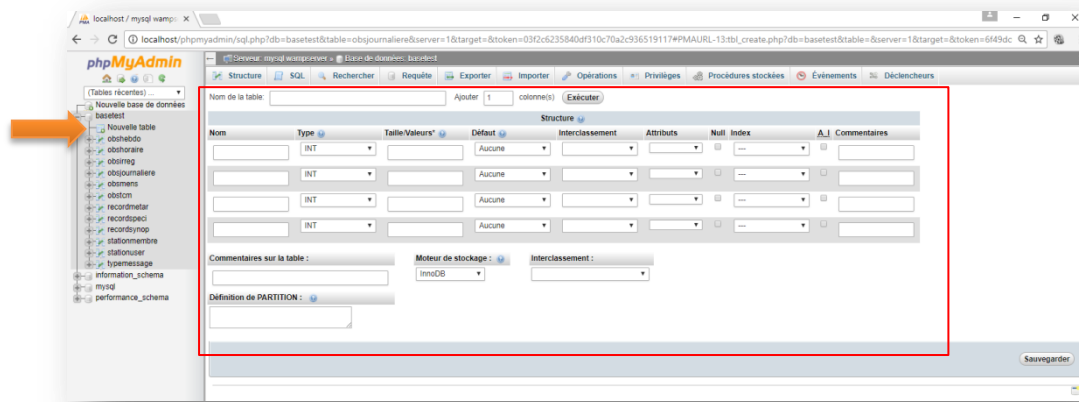 localhost / mysql wamps
localhost/phpmyadmin/sql.php?db=basetest&table=obsjournaliere&server=1&target=&token=03f2c6235840df310c70a2c936519117#PMAURL-13:tbl_create.php?db=basetest&table=&server=1&target=&token=6f49dc
phpMyAdmin
(Tables récentes) ...
Nouvelle base de données
basetest
Nouvelle table
obshebdo
obshoraire
obsirreg
obsjournaliere
obsmens
obstcm
recordmetar
recordspeci
recordsynop
stationmembre
stationuser
typemessage
information_schema
mysql
performance_schema
Serveur: mysql wampserver » Base de données: basetest
Structure SQL Rechercher Requête Exporter Importer Opérations Privilèges Procédures stockées Évènements Déclencheurs
Nom de la table: Ajouter 1 colonne(s) Exécuter
Structure
Nom Type Taille/Valeurs* Défaut Interclassement Attributs Null Index A_I Commentaires
INT Aucune ---
INT Aucune ---
INT Aucune ---
INT Aucune ---
Commentaires sur la table : Moteur de stockage : Interclassement :
InnoDB
Définition de PARTITION :
Sauvegarder